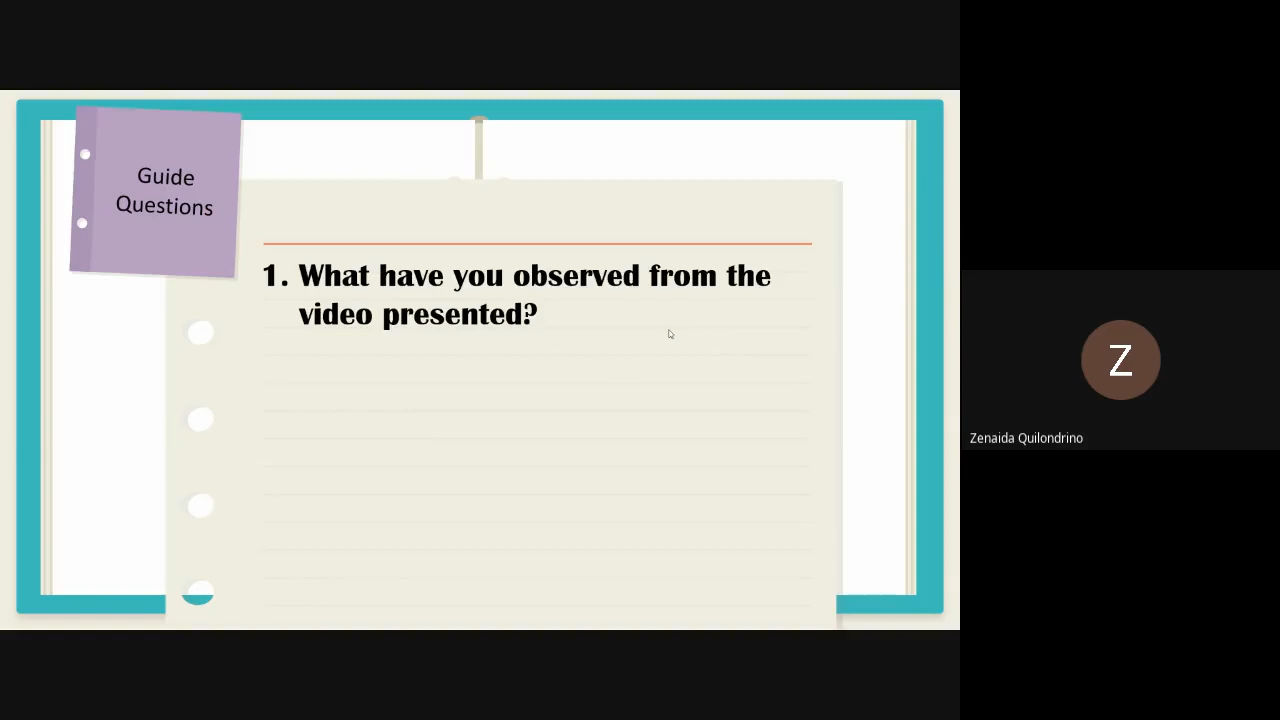 Guide
Questions
1. What have you observed from the
video presented?
Z
Zenaida Quilondrino